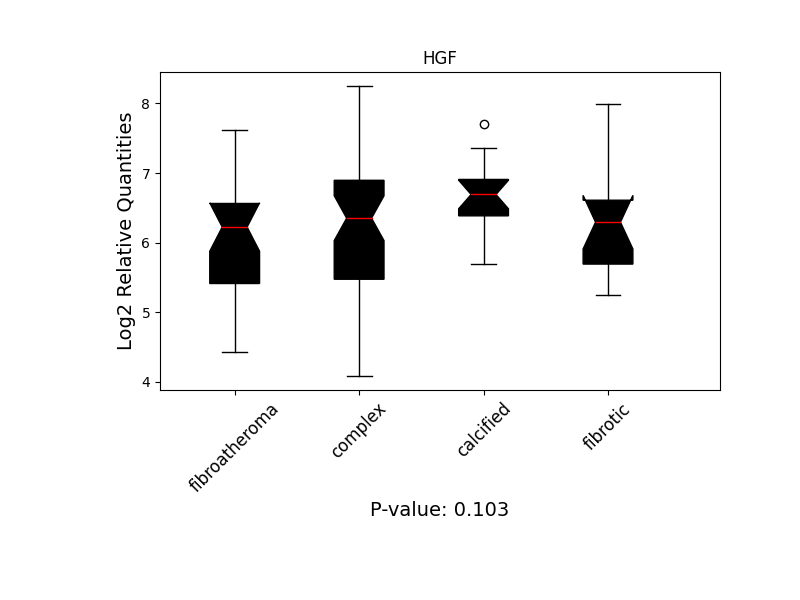 HGF
Log2 Relative Quantities
8
7
6
5
4
fibroatheroma
complex
calcified
fibrotic
P-value: 0.103